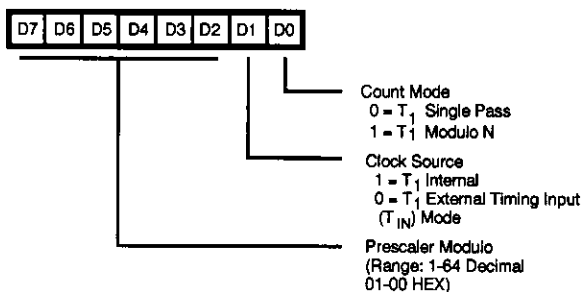 D7 D6 D5 D4 D3 D2 D1 D0
Count Mode
0 = T1 Single Pass
1 = T1 Modulo N
Clock Source
1 = T1 Internal
0 = T1 External Timing Input
(TIN) Mode
Prescaler Modulo
(Range: 1-64 Decimal
01-00 HEX)